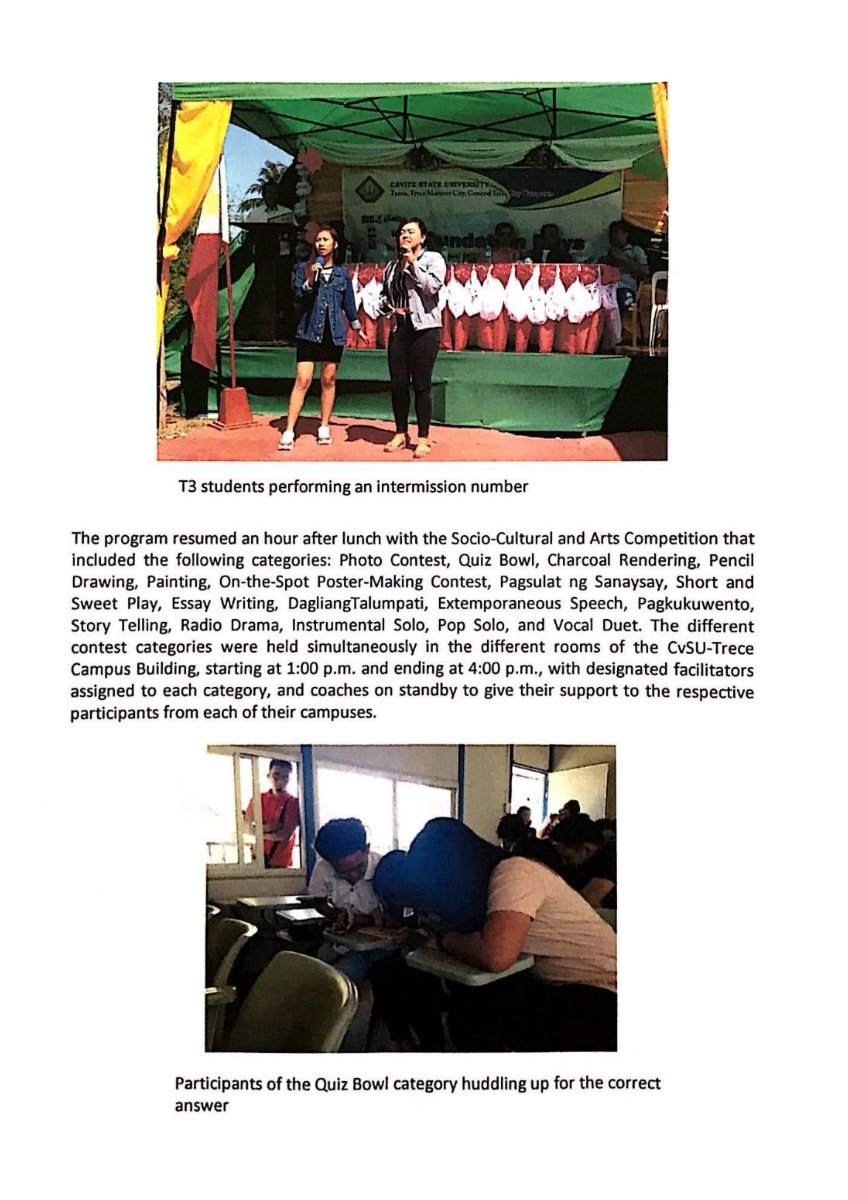 CAVITE STATE UNIVERSITY
Tanza, Trece Martires City, General Trias City Campuses
T3 students performing an intermission number
The program resumed an hour after lunch with the Socio-Cultural and Arts Competition that
included the following categories: Photo Contest, Quiz Bowl, Charcoal Rendering, Pencil
Drawing, Painting, On-the-Spot Poster-Making Contest, Pagsulat ng Sanaysay, Short and
Sweet Play, Essay Writing, DagliangTalumpati, Extemporaneous Speech, Pagkukuwento,
Story Telling, Radio Drama, Instrumental Solo, Pop Solo, and Vocal Duet. The different
contest categories were held simultaneously in the different rooms of the CvSU-Trece
Campus Building, starting at 1:00 p.m. and ending at 4:00 p.m., with designated facilitators
assigned to each category, and coaches on standby to give their support to the respective
participants from each of their campuses.
Participants of the Quiz Bowl category huddling up for the correct
answer